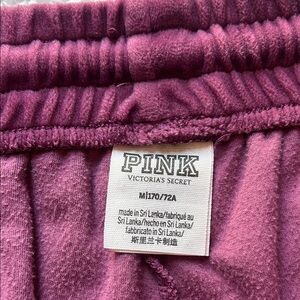 PINK
VICTORIA'S SECRET
M|170/72A
made in Sri Lanka/fabriqué au
Sri Lanka/hecho en Sri Lanka/
fabbricato in Sri Lanka/
斯里兰卡制造